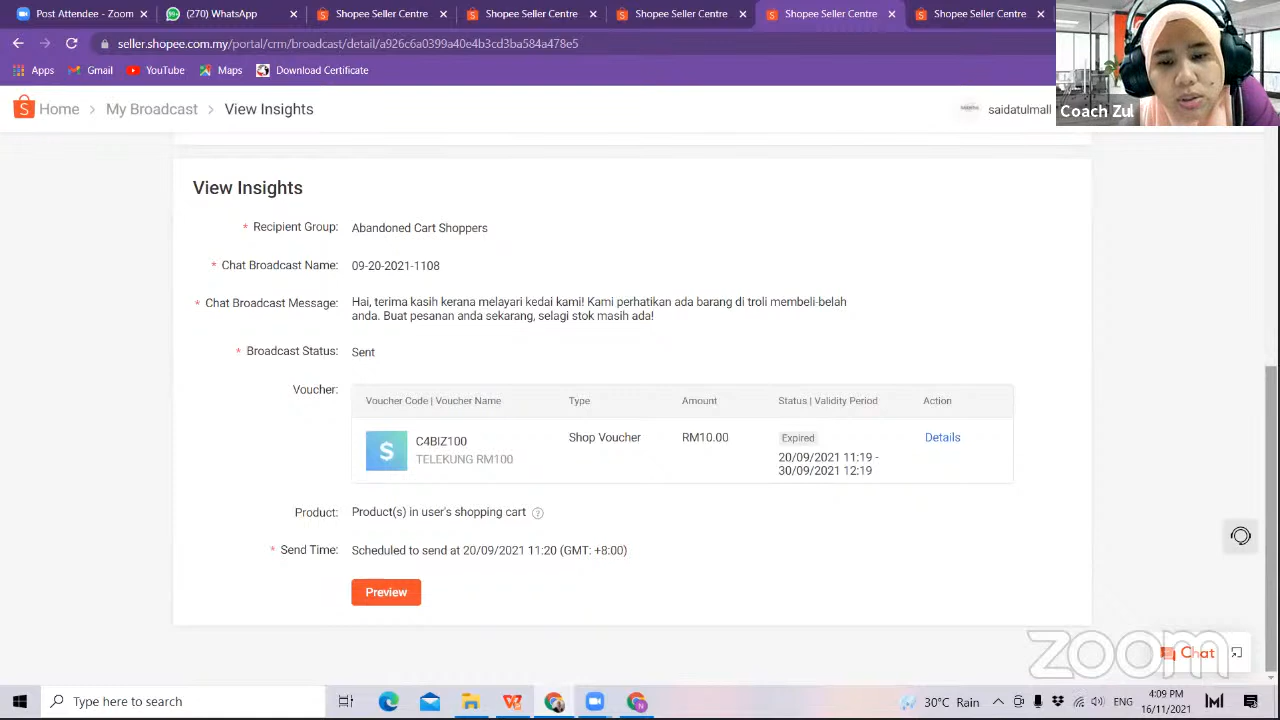 Post Attendee - Zoom
(270) WhatsApp
Shopee Seller Centre
Shopee Seller Centre
Shopee Seller Centre
Shopee Seller Centre
Shopee Seller Centre
seller.shopee.com.my/portal/crm/broadcast/detail/a926c6a0399a40e4b3cd3ba584a478e5
Apps
Gmail
YouTube
Maps
Download Certificate
Coach Zul
Home > My Broadcast > View Insights
saidatulmall
View Insights
* Recipient Group: Abandoned Cart Shoppers
* Chat Broadcast Name: 09-20-2021-1108
* Chat Broadcast Message: Hai, terima kasih kerana melayari kedai kami! Kami perhatikan ada barang di troli membeli-belah
anda. Buat pesanan anda sekarang, selagi stok masih ada!
* Broadcast Status: Sent
Voucher:
Voucher Code | Voucher Name Type Amount Status | Validity Period Action
C4BIZ100 Shop Voucher RM10.00 Expired Details
TELEKUNG RM100 20/09/2021 11:19 -
30/09/2021 12:19
Product: Product(s) in user's shopping cart ?
* Send Time: Scheduled to send at 20/09/2021 11:20 (GMT: +8:00)
Preview
zoom
Chat
Type here to search
30°C Rain
ENG
4:09 PM
16/11/2021